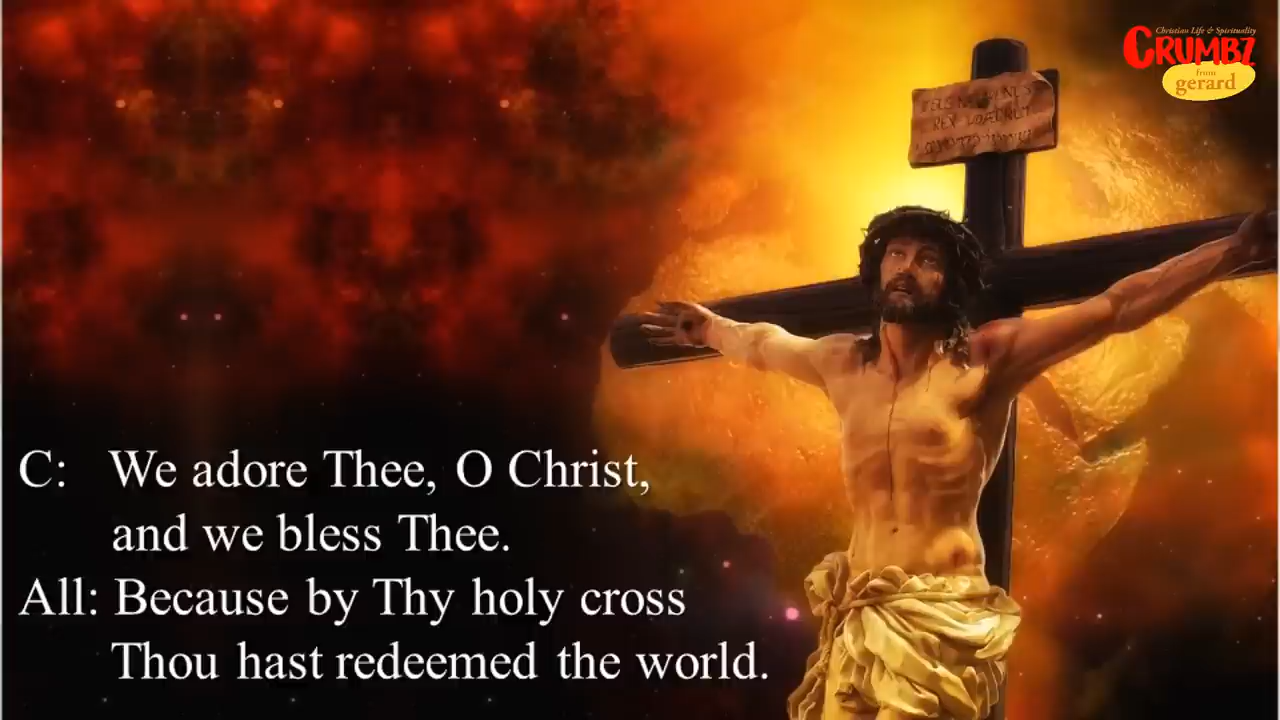 Christian Life & Spirituality
CRUMBZ
from
gerard
C: We adore Thee, O Christ,
and we bless Thee.
All: Because by Thy holy cross
Thou hast redeemed the world.